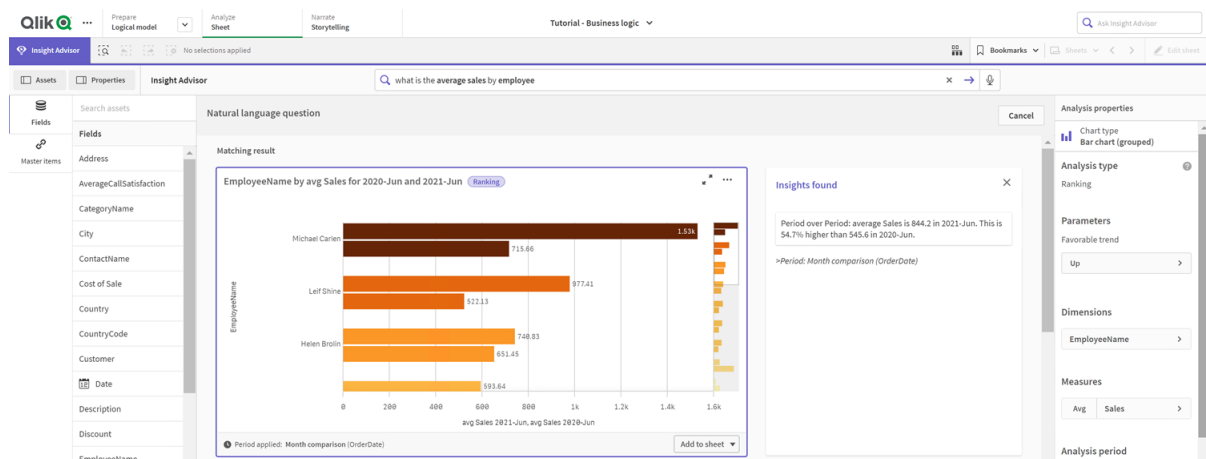 Qlik
...
Prepare
Logical model
Analyze
Sheet
Narrate
Storytelling
Tutorial - Business logic
Ask Insight Advisor
Insight Advisor
No selections applied
Bookmarks
Sheets
Edit sheet
Assets
Properties
Insight Advisor
what is the average sales by employee
Fields
Master items
Search assets
Fields
Address
AverageCallSatisfaction
CategoryName
City
ContactName
Cost of Sale
Country
CountryCode
Customer
Date
Description
Discount
EmployeeName
Natural language question
Cancel
Matching result
EmployeeName by avg Sales for 2020-Jun and 2021-Jun Ranking
EmployeeName
Michael Carlen
1.53k
715.66
Leif Shine
977.41
522.13
Helen Brolin
740.83
651.45
593.64
0 200 400 600 800 1k 1.2k 1.4k 1.6k
avg Sales 2021-Jun, avg Sales 2020-Jun
Period applied: Month comparison (OrderDate)
Add to sheet
Insights found
Period over Period: average Sales is 844.2 in 2021-Jun. This is
54.7% higher than 545.6 in 2020-Jun.
>Period: Month comparison (OrderDate)
Analysis properties
Chart type
Bar chart (grouped)
Analysis type
Ranking
Parameters
Favorable trend
Up
Dimensions
EmployeeName
Measures
Avg Sales
Analysis period